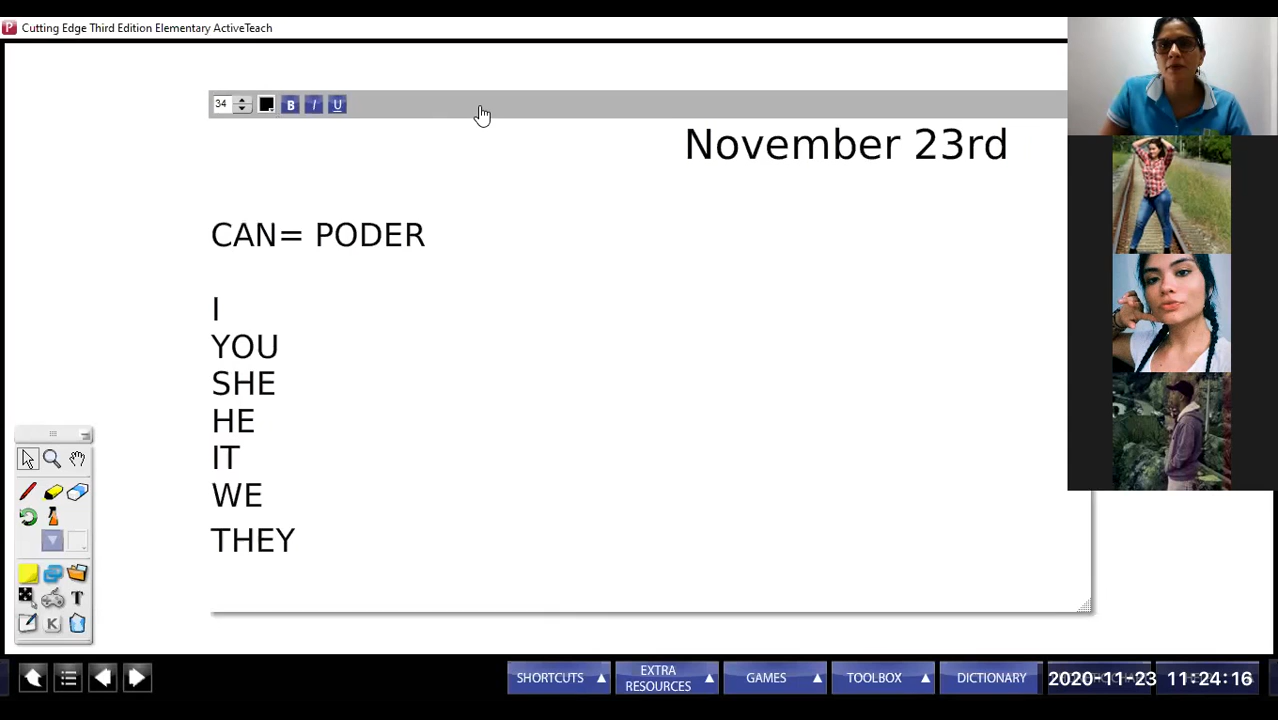 Cutting Edge Third Edition Elementary ActiveTeach
34 B I U
November 23rd
CAN= PODER
I
YOU
SHE
HE
IT
WE
THEY
T
K
SHORTCUTS
EXTRA
RESOURCES
GAMES
TOOLBOX
DICTIONARY
2020-11-23 11:24:16